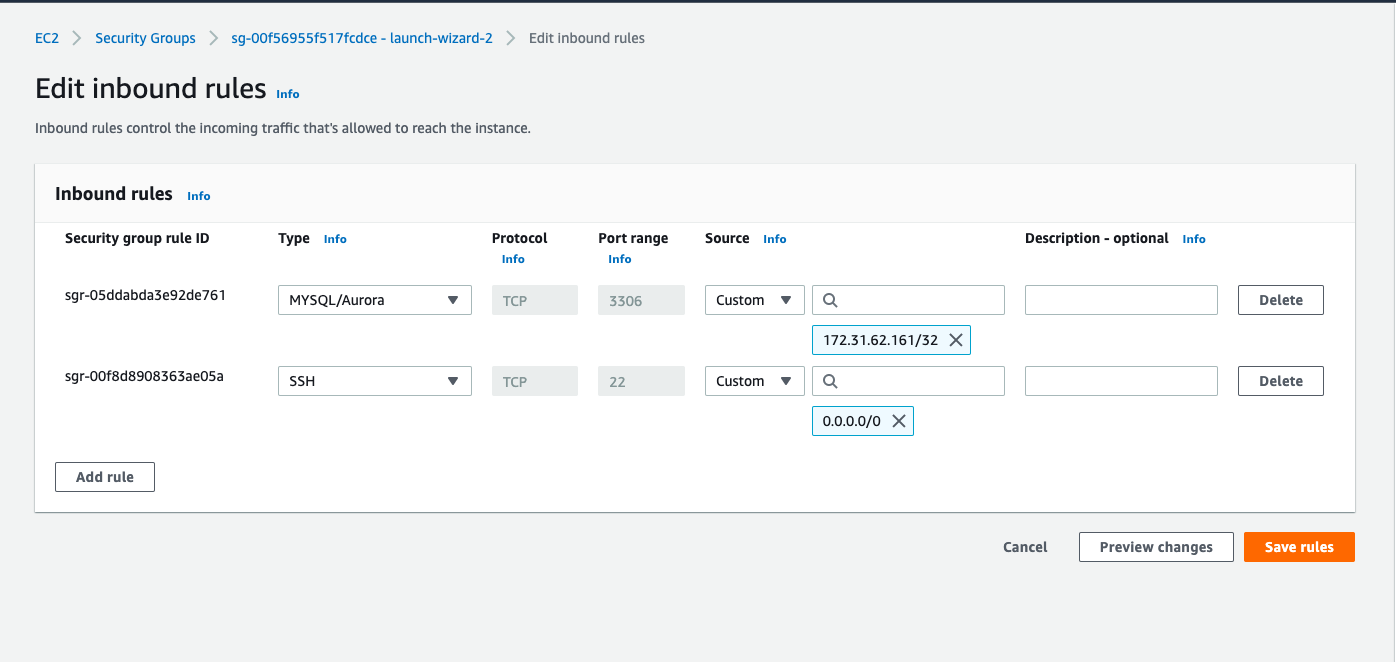 EC2 Security Groups sg-00f56955f517fcdce - launch-wizard-2 Edit inbound rules
Edit inbound rules Info
Inbound rules control the incoming traffic that's allowed to reach the instance.
Inbound rules Info
Security group rule ID Type Info Protocol Port range Source Info Description - optional Info
Info Info
sgr-05ddabda3e92de761 MYSQL/Aurora TCP 3306 Custom Delete
172.31.62.161/32
sgr-00f8d8908363ae05a SSH TCP 22 Custom Delete
0.0.0.0/0
Add rule
Cancel Preview changes Save rules